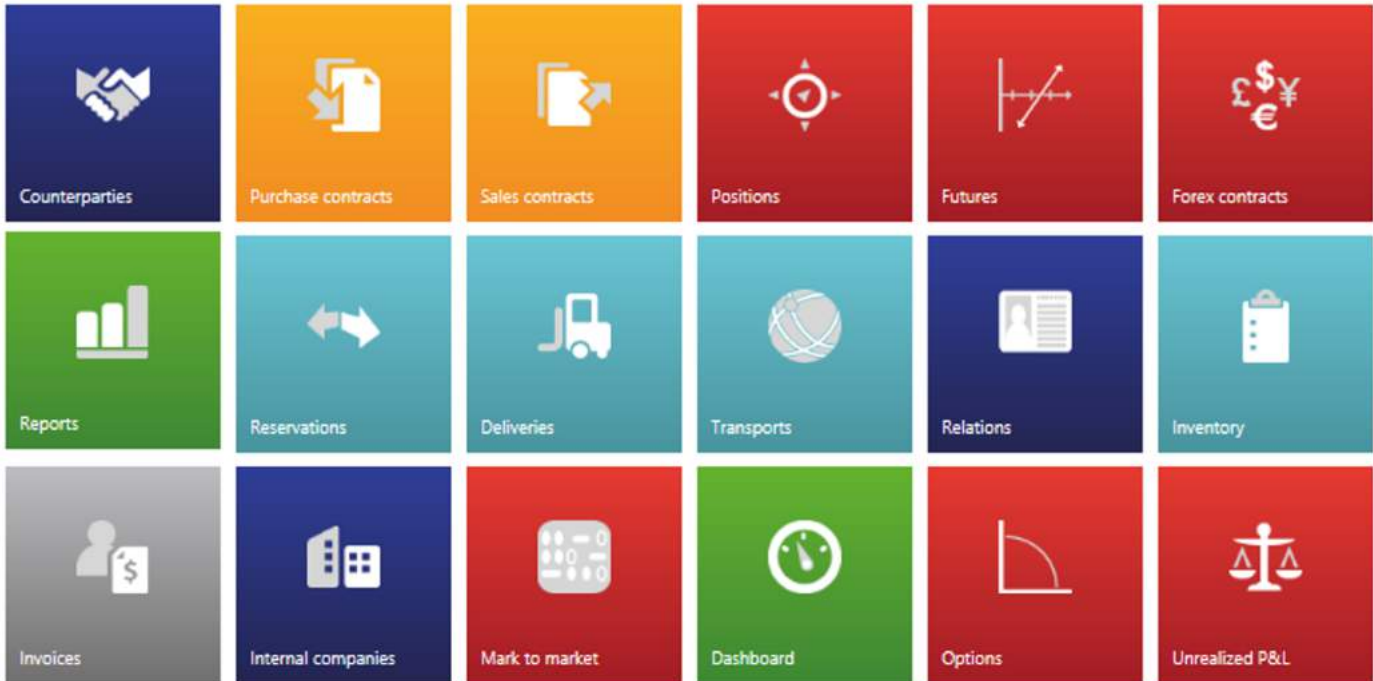 Counterparties
Purchase contracts
Sales contracts
Positions
Futures
£$¥
€
Forex contracts
Reports
Reservations
Deliveries
Transports
Relations
Inventory
$
Invoices
Internal companies
Mark to market
Dashboard
Options
Unrealized P&L